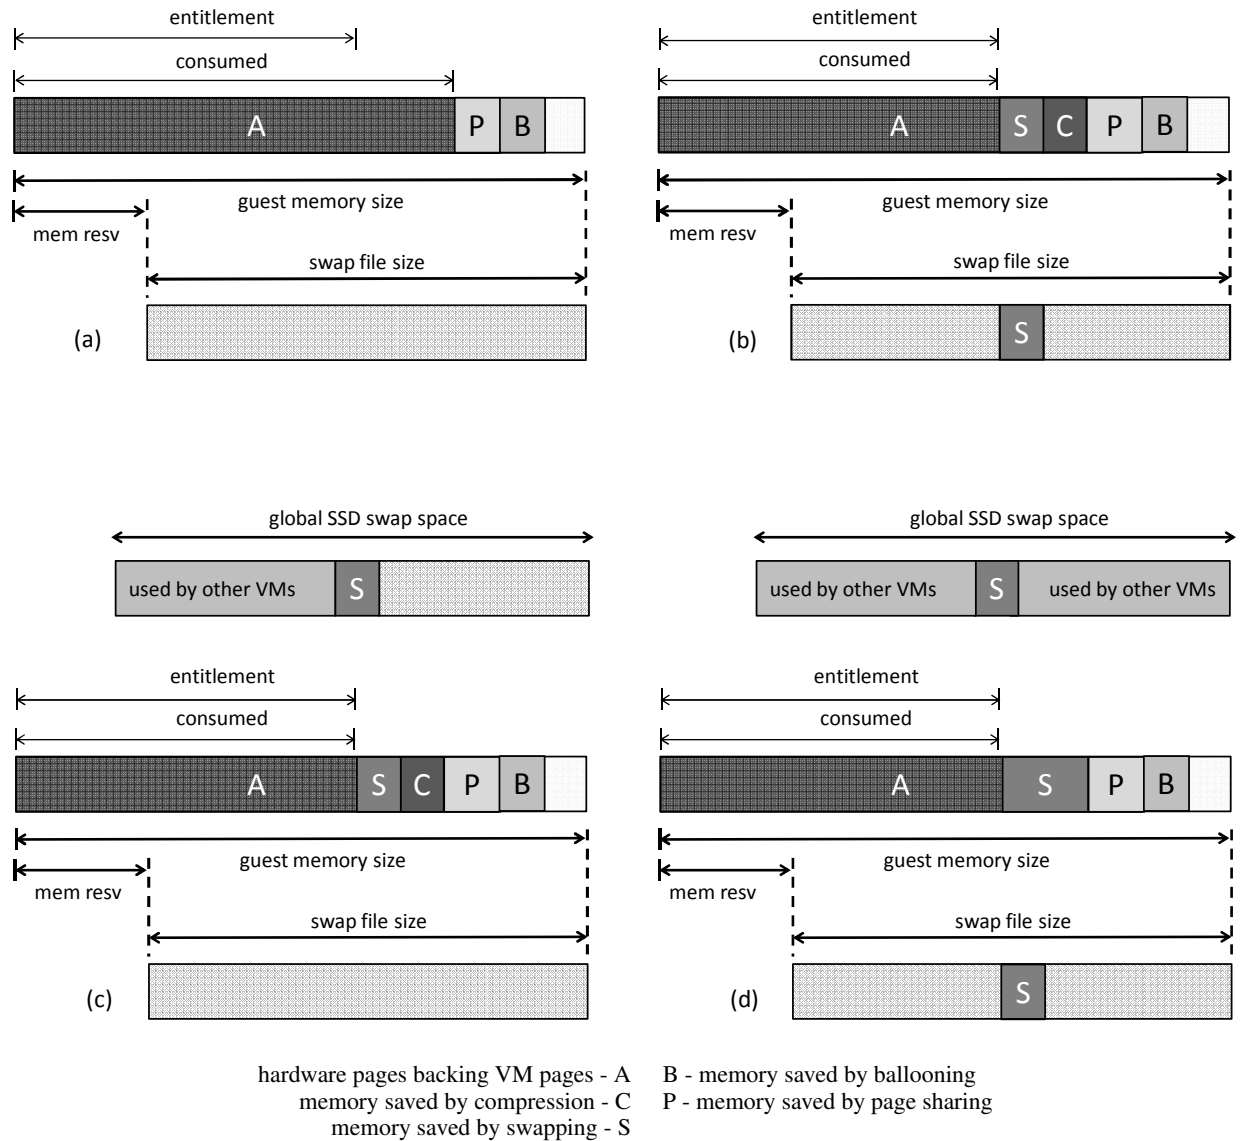 entitlement
consumed
A P B
guest memory size
mem resv
swap file size
(a)
entitlement
consumed
A S C P B
guest memory size
mem resv
swap file size
(b) S
global SSD swap space
used by other VMs S
entitlement
consumed
A S C P B
guest memory size
mem resv
swap file size
(c)
global SSD swap space
used by other VMs S used by other VMs
entitlement
consumed
A S P B
guest memory size
mem resv
swap file size
(d) S
hardware pages backing VM pages - A
memory saved by compression - C
memory saved by swapping - S
B - memory saved by ballooning
P - memory saved by page sharing